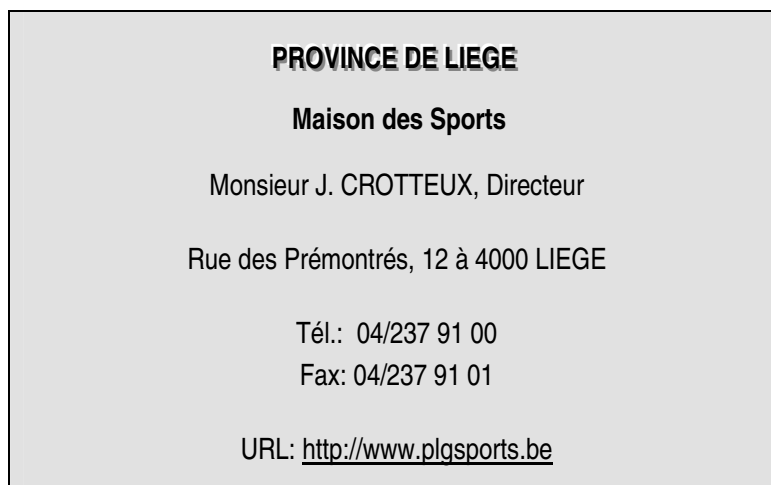 PROVINCE DE LIEGE
Maison des Sports
Monsieur J. CROTTEUX, Directeur
Rue des Prémontrés, 12 à 4000 LIEGE
Tél.: 04/237 91 00
Fax: 04/237 91 01
URL: http://www.plgsports.be